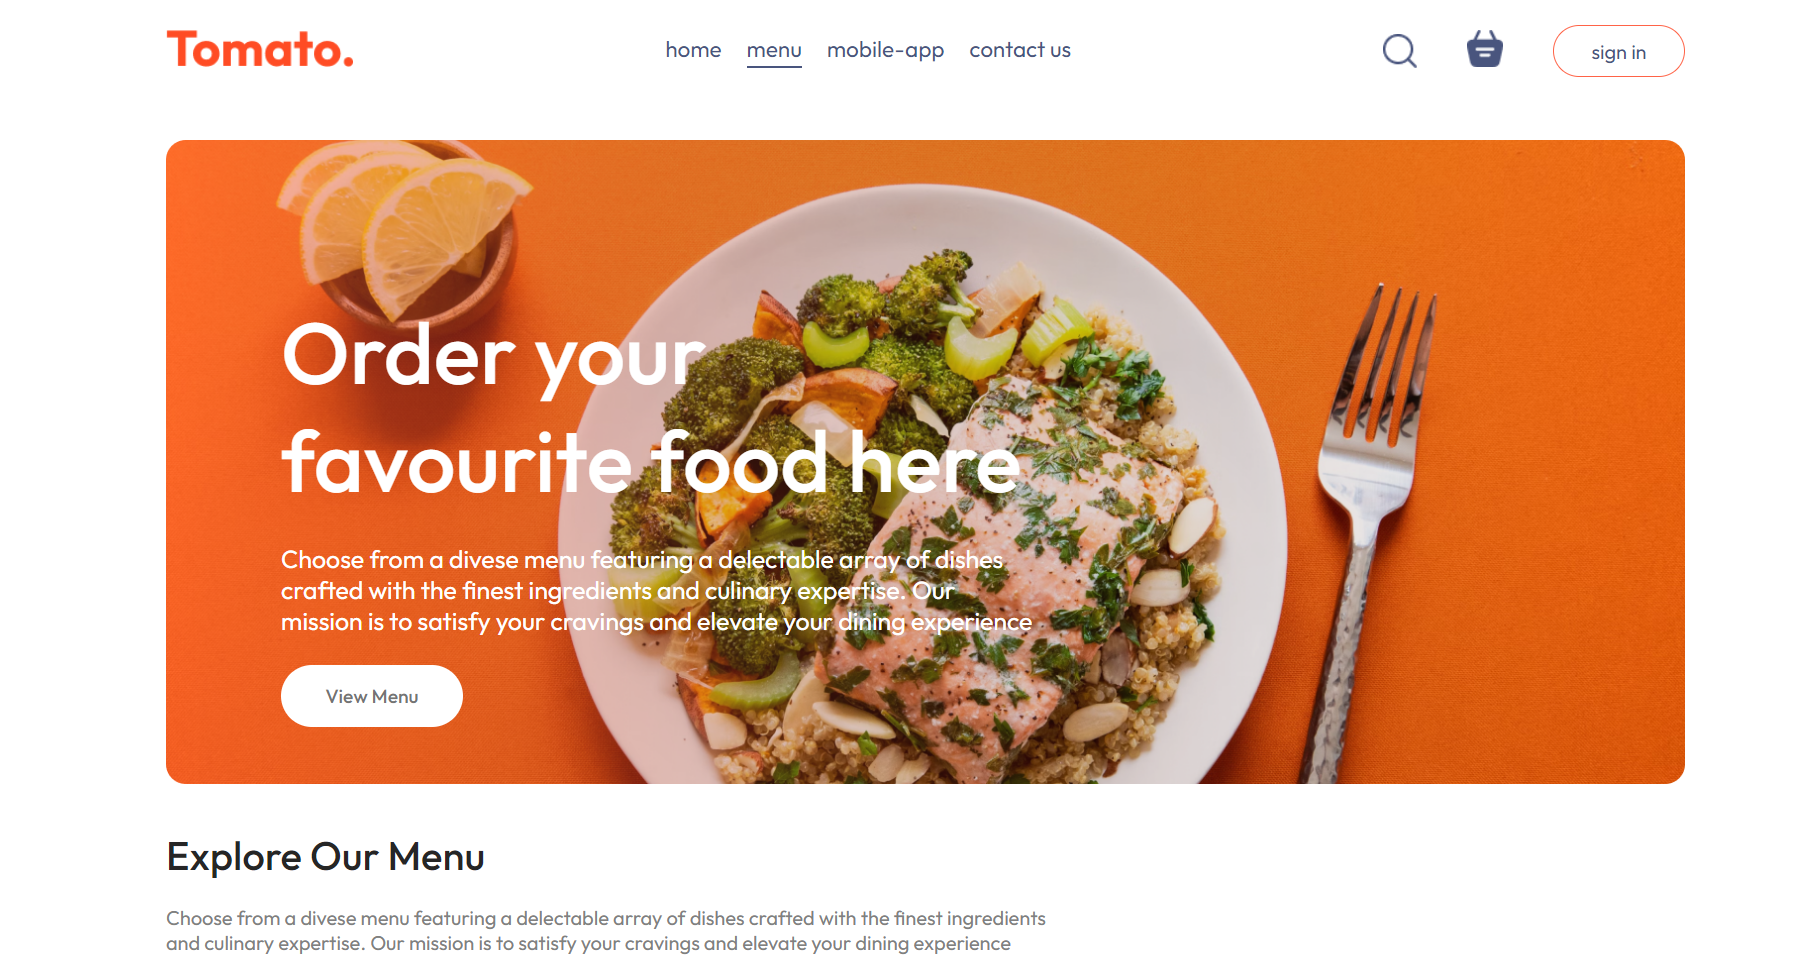 Tomato.
home menu mobile-app contact us
sign in
Order your
favourite food here
Choose from a divese menu featuring a delectable array of dishes
crafted with the finest ingredients and culinary expertise. Our
mission is to satisfy your cravings and elevate your dining experience
View Menu
Explore Our Menu
Choose from a divese menu featuring a delectable array of dishes crafted with the finest ingredients
and culinary expertise. Our mission is to satisfy your cravings and elevate your dining experience